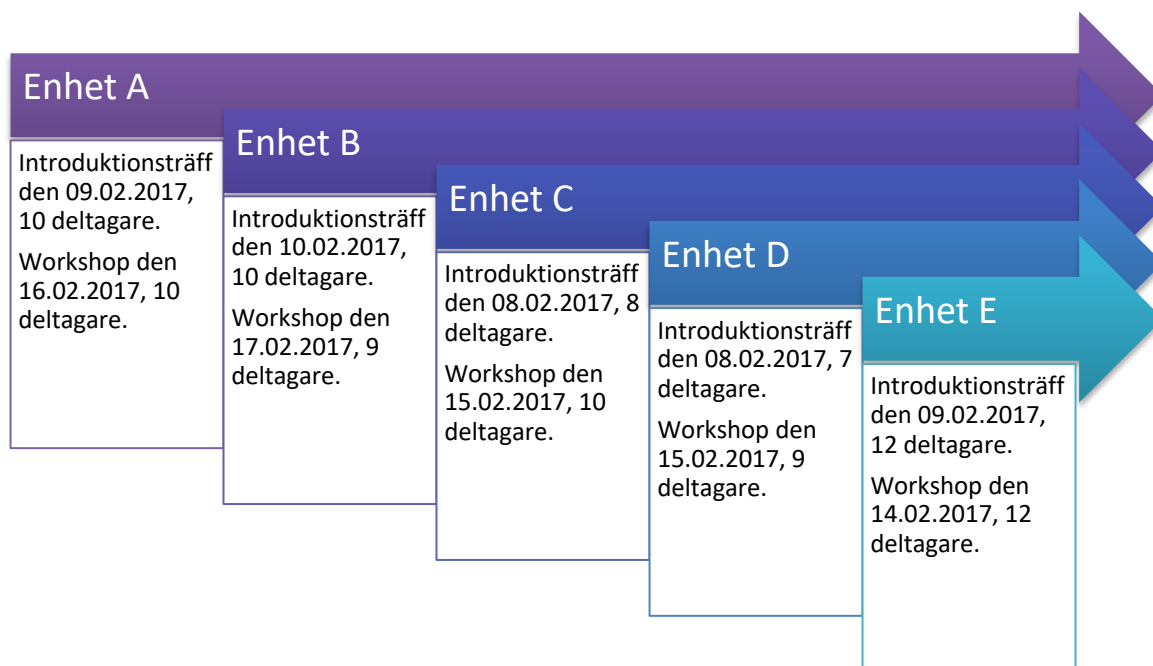 Enhet A
Introduktionsträff
den 09.02.2017,
10 deltagare.
Workshop den
16.02.2017, 10
deltagare.
Enhet B
Introduktionsträff
den 10.02.2017,
10 deltagare.
Workshop den
17.02.2017, 9
deltagare.
Enhet C
Introduktionsträff
den 08.02.2017, 8
deltagare.
Workshop den
15.02.2017, 10
deltagare.
Enhet D
Introduktionsträff
den 08.02.2017, 7
deltagare.
Workshop den
15.02.2017, 9
deltagare.
Enhet E
Introduktionsträff
den 09.02.2017,
12 deltagare.
Workshop den
14.02.2017, 12
deltagare.